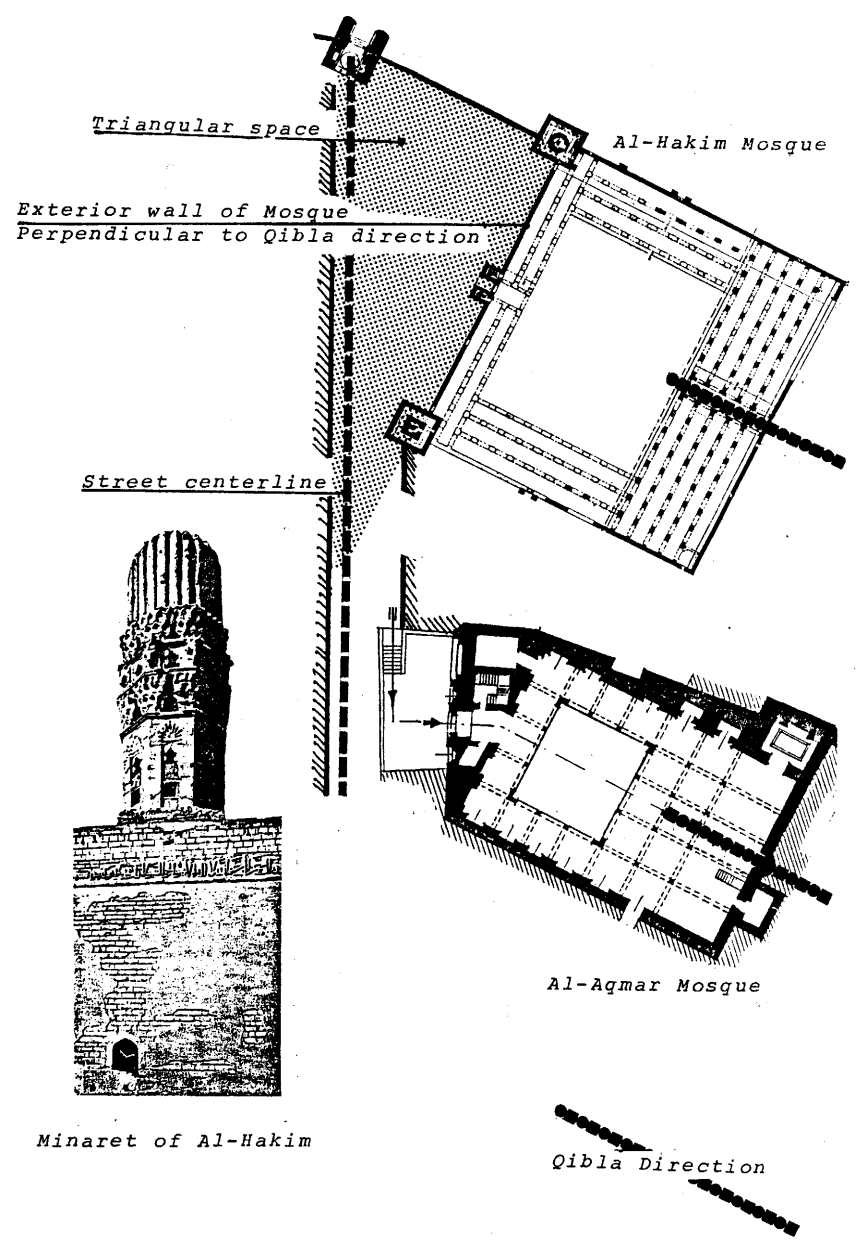 Triangular space
Al-Hakim Mosque
Exterior wall of Mosque
Perpendicular to Qibla direction
Street centerline
Al-Aqmar Mosque
Minaret of Al-Hakim
Qibla Direction